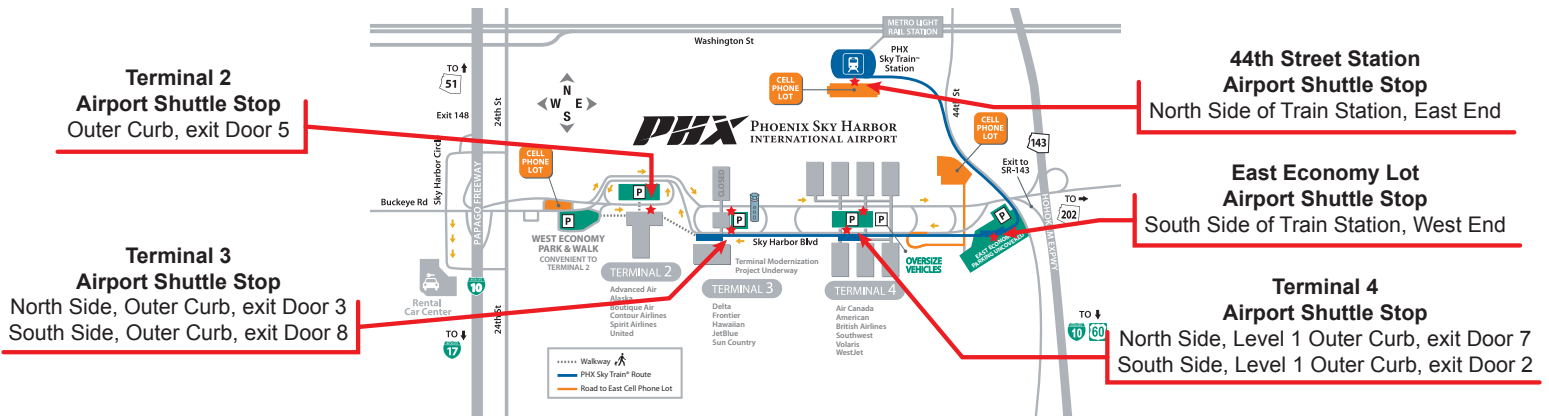 Terminal 2
Airport Shuttle Stop
Outer Curb, exit Door 5
Terminal 3
Airport Shuttle Stop
North Side, Outer Curb, exit Door 3
South Side, Outer Curb, exit Door 8
METRO LIGHT
RAIL STATION
Washington St
PHX
Sky Train™
Station
TO
51
Exit 148
24th St
Sky Harbor Circle
N
W E
S
CELL
PHONE
LOT
44th St
PHX PHOENIX SKY HARBOR
INTERNATIONAL AIRPORT
CELL
PHONE
LOT
143
Exit to
SR-143
CELL
PHONE
LOT
Buckeye Rd
PAPAGO FREEWAY
P
P
CLOSED
P
P
P
P
TO
202
HOHOKAM EXPWY
WEST ECONOMY
PARK & WALK
CONVENIENT TO
TERMINAL 2
Sky Harbor Blvd
Terminal Modernization
Project Underway
OVERSIZE
VEHICLES
EAST ECONOMY
PARKING UNCOVERED
Rental
Car Center
10
TO
17
24th St
TERMINAL 2
Advanced Air
Alaska
Boutique Air
Contour Airlines
Spirit Airlines
United
TERMINAL 3
Delta
Frontier
Hawaiian
JetBlue
Sun Country
TERMINAL 4
Air Canada
American
British Airlines
Southwest
Volaris
WestJet
TO
10 60
Walkway
PHX Sky Train® Route
Road to East Cell Phone Lot
44th Street Station
Airport Shuttle Stop
North Side of Train Station, East End
East Economy Lot
Airport Shuttle Stop
South Side of Train Station, West End
Terminal 4
Airport Shuttle Stop
North Side, Level 1 Outer Curb, exit Door 7
South Side, Level 1 Outer Curb, exit Door 2